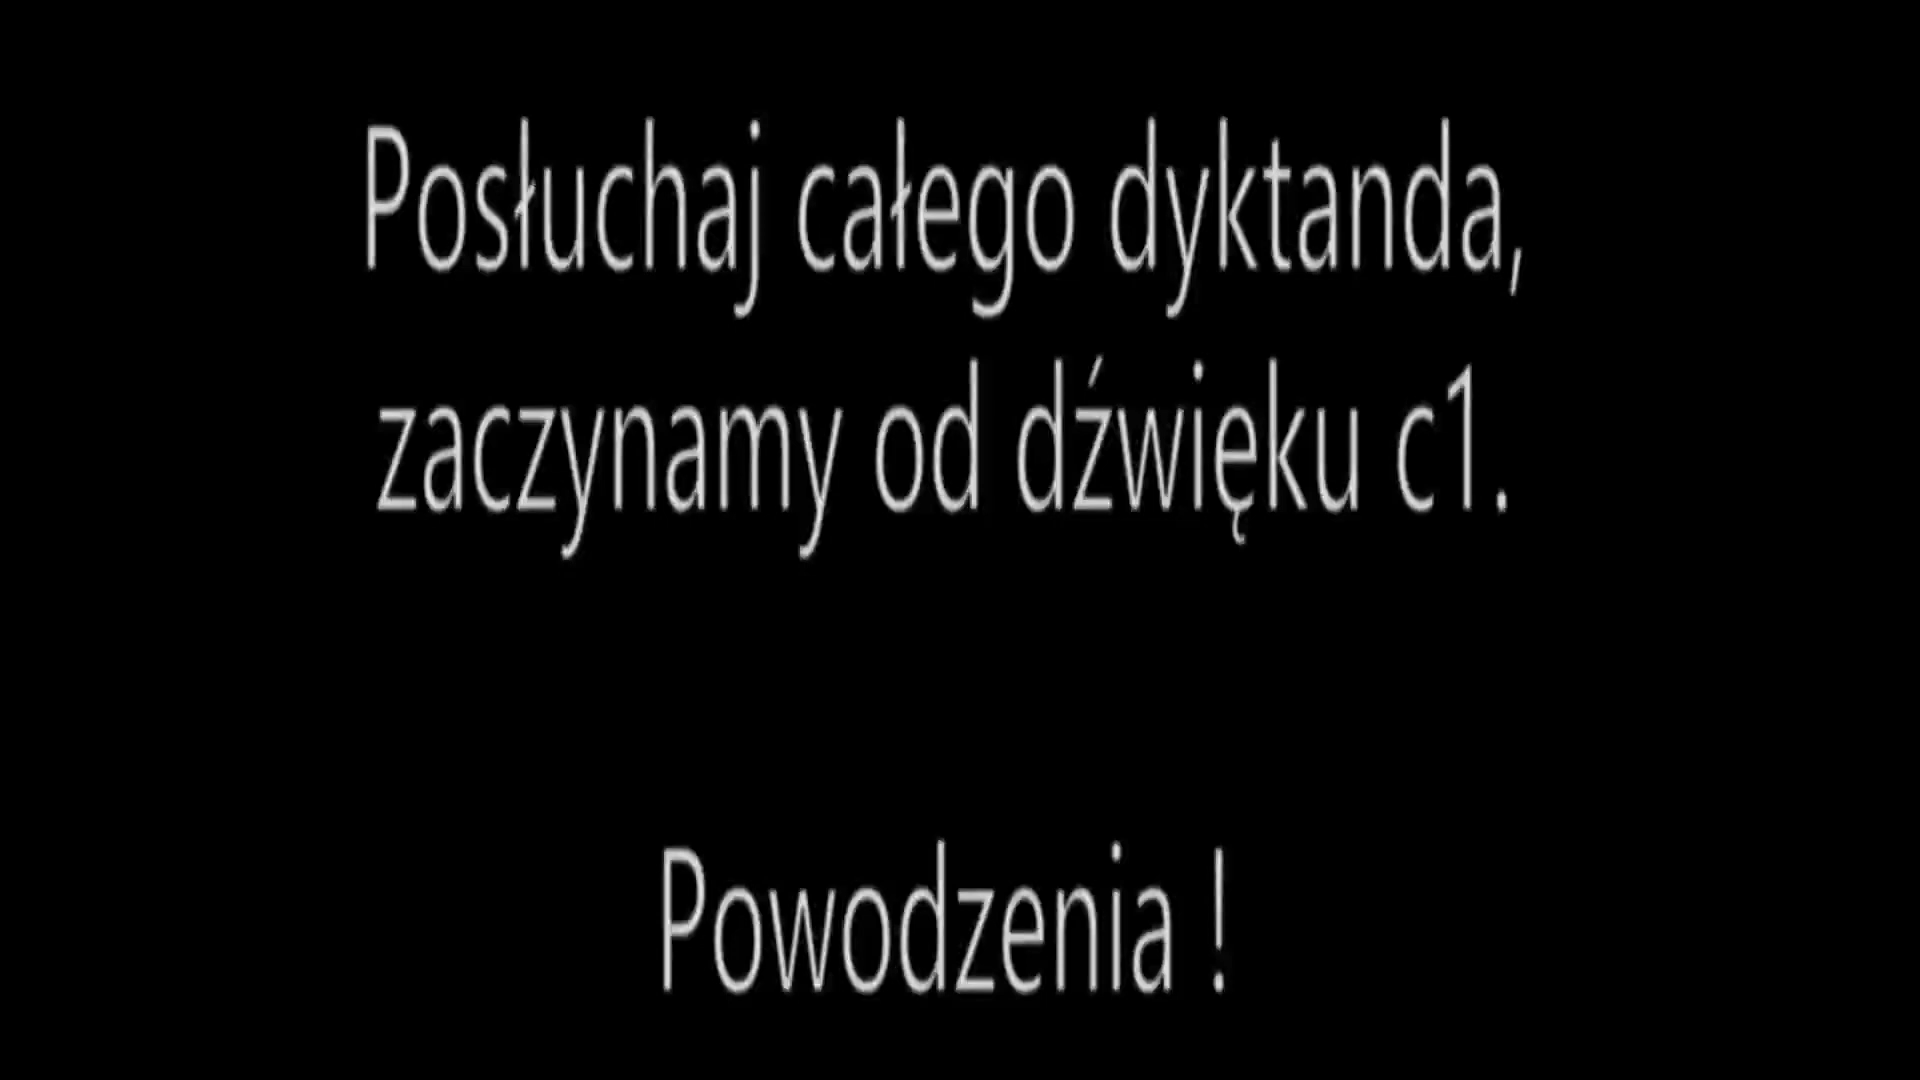 Posłuchaj całego dyktanda,
zaczynamy od dźwięku c1.
Powodzenia !